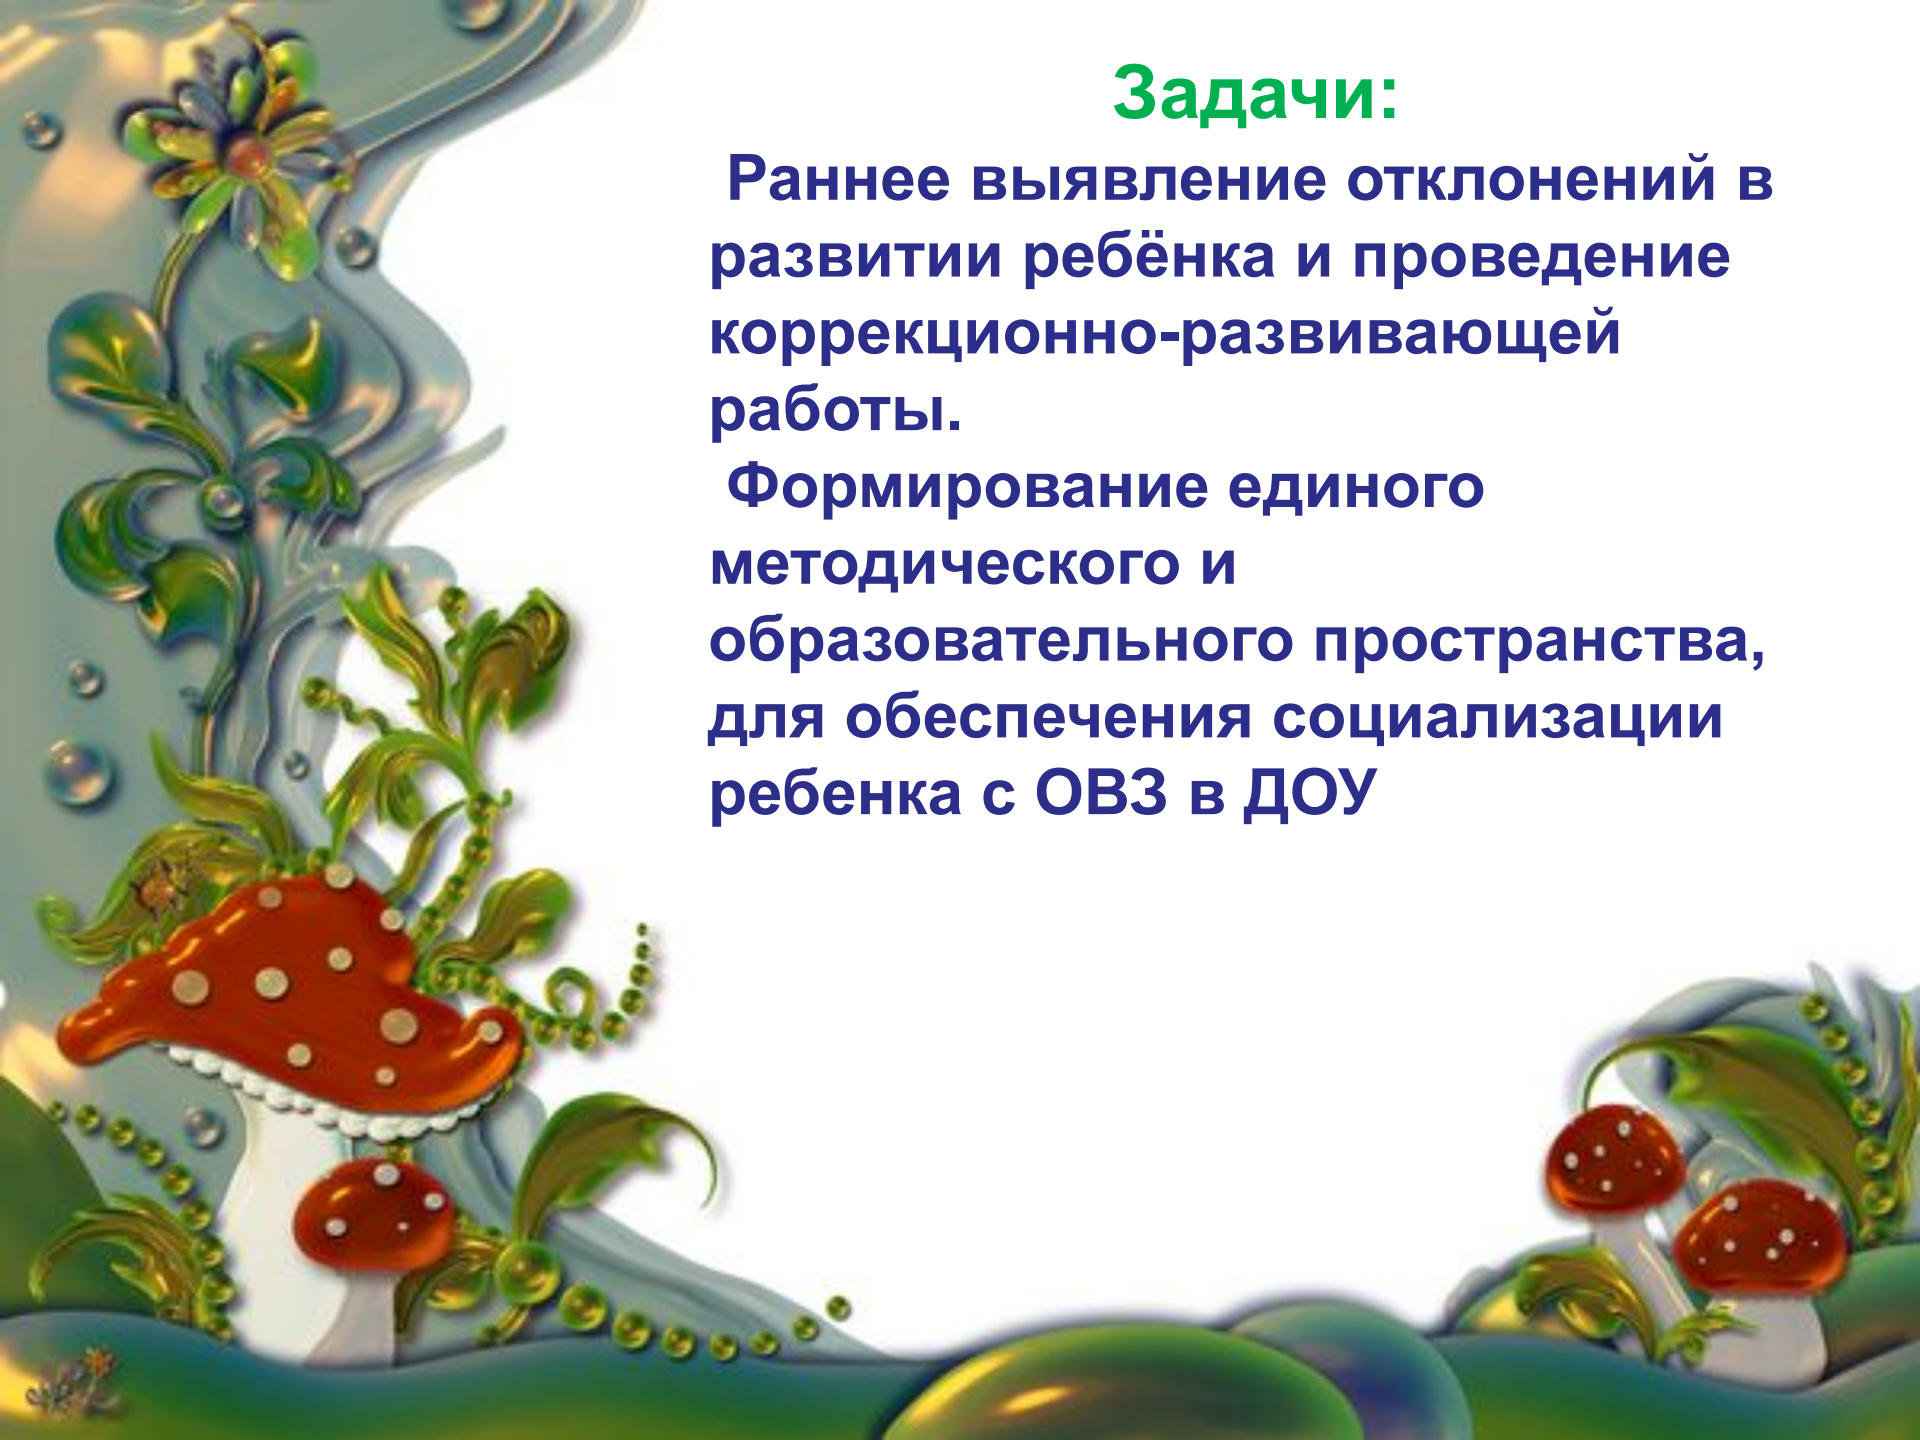 Задачи:
Раннее выявление отклонений в
развитии ребёнка и проведение
коррекционно-развивающей
работы.
Формирование единого
методического и
образовательного пространства,
для обеспечения социализации
ребенка с ОВЗ в ДОУ